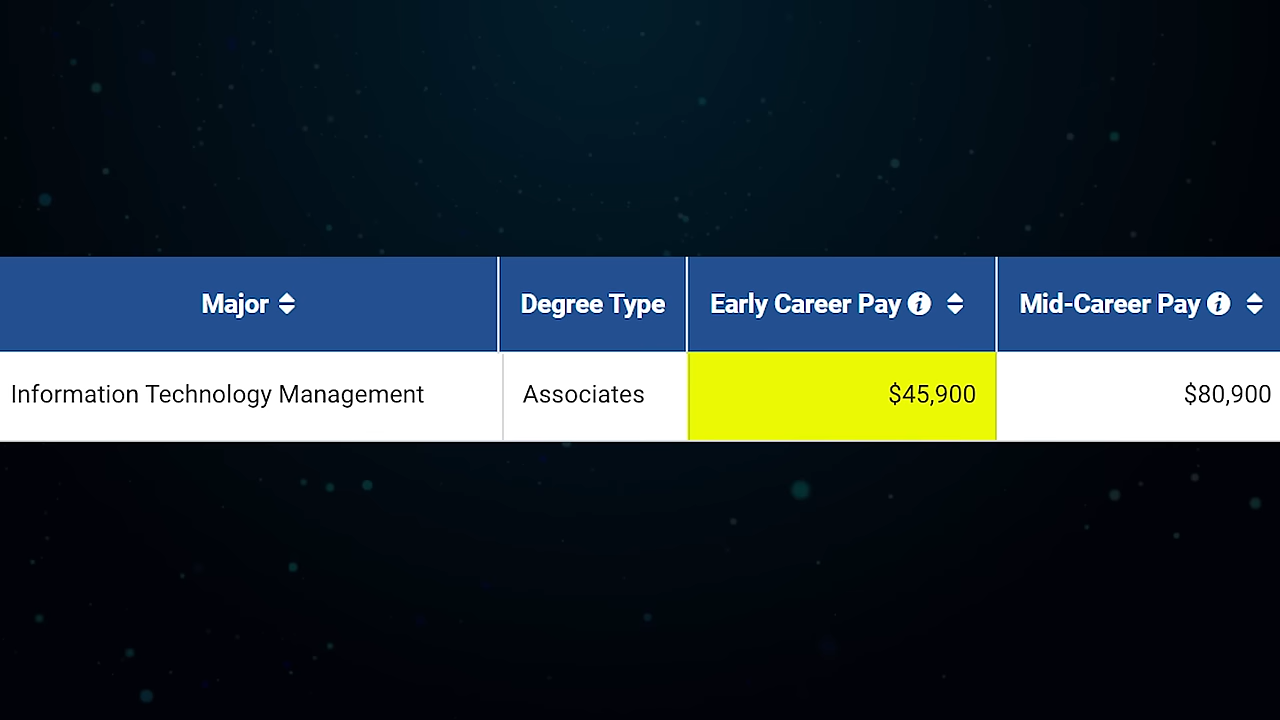 Major Degree Type Early Career Pay Mid-Career Pay
Information Technology Management Associates $45,900 $80,900